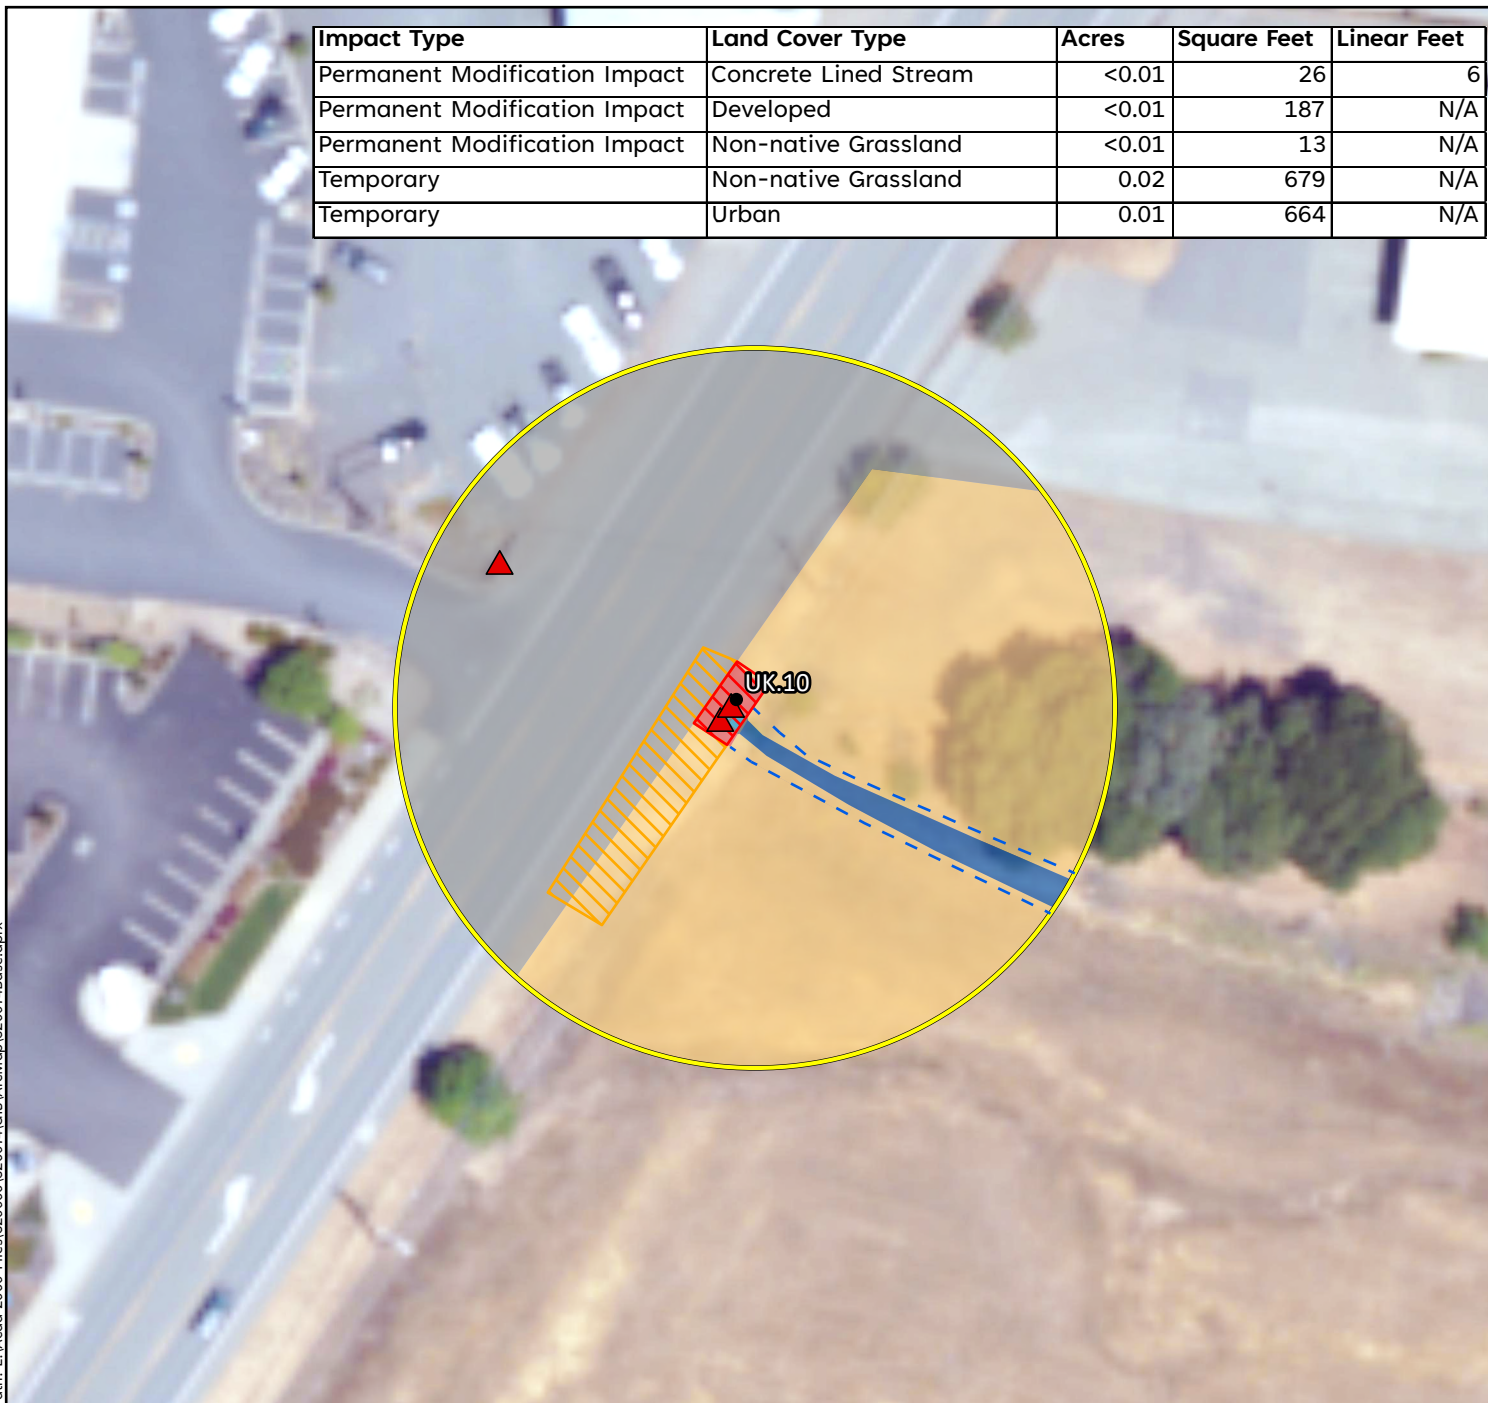 Impact Type Land Cover Type Acres Square Feet Linear Feet
Permanent Modification Impact Concrete Lined Stream <0.01 26 6
Permanent Modification Impact Developed <0.01 187 N/A
Permanent Modification Impact Non-native Grassland <0.01 13 N/A
Temporary Non-native Grassland 0.02 679 N/A
Temporary Urban 0.01 664 N/A
UK.10